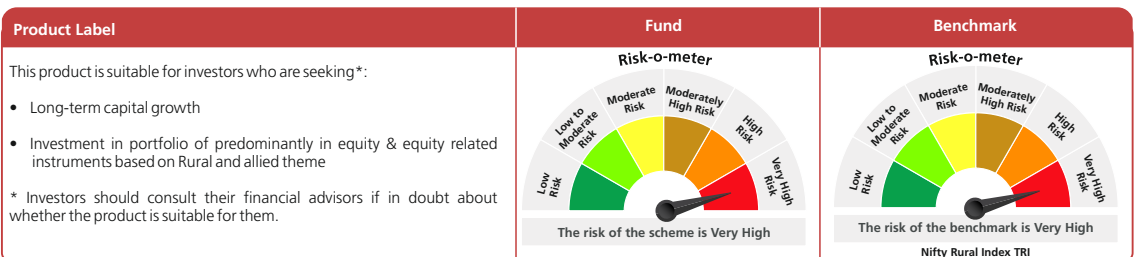 Product Label
Fund
Benchmark
This product is suitable for investors who are seeking*:
• Long-term capital growth
• Investment in portfolio of predominantly in equity & equity related
instruments based on Rural and allied theme
* Investors should consult their financial advisors if in doubt about
whether the product is suitable for them.
Risk-o-meter
Low
Risk
Low to
Moderate
Risk
Moderate
Risk
Moderately
High Risk
High
Risk
Very High
Risk
The risk of the scheme is Very High
Risk-o-meter
Low
Risk
Low to
Moderate
Risk
Moderate
Risk
Moderately
High Risk
High
Risk
Very High
Risk
The risk of the benchmark is Very High
Nifty Rural Index TRI